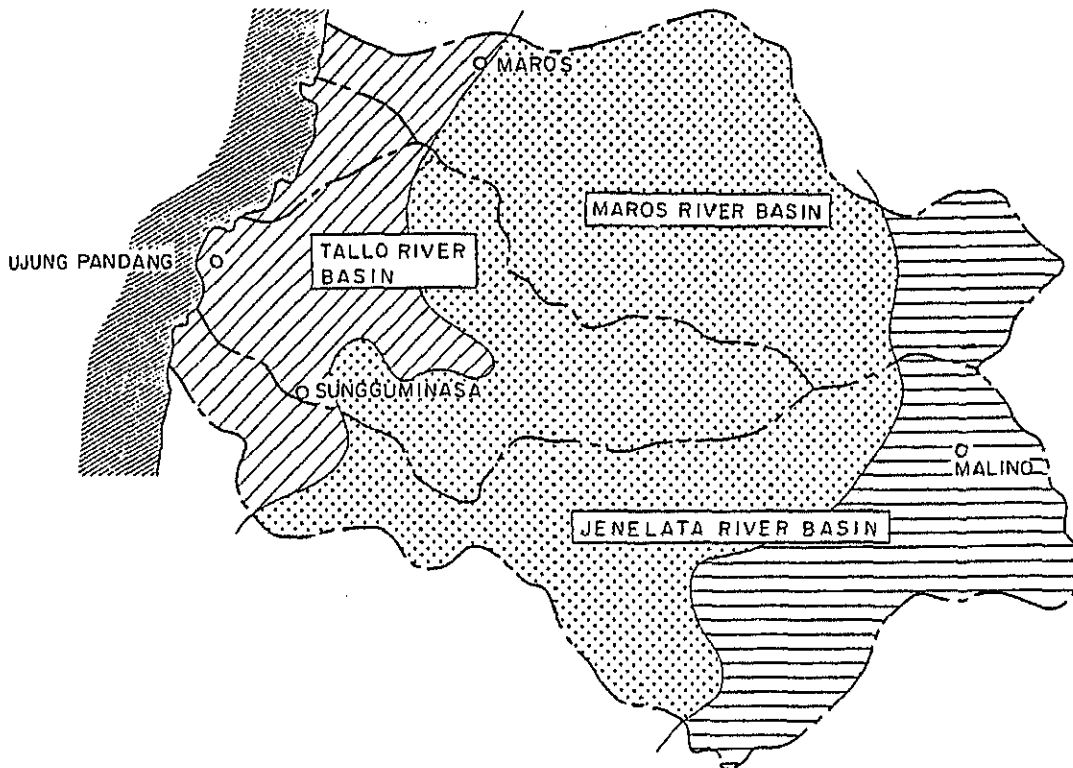 MAROS
MAROS RIVER BASIN
UJUNG PANDANG
TALLO RIVER
BASIN
SUNGGUMINASA
MALINO
JENELATA RIVER BASIN